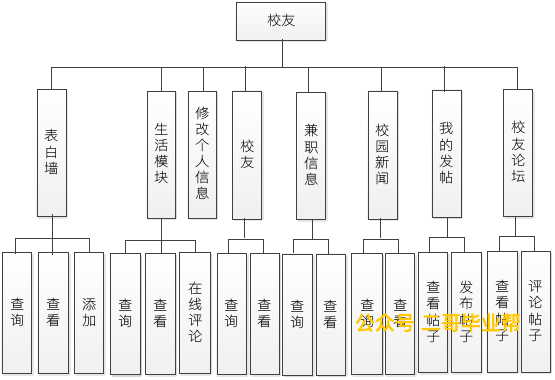 校友
表白墙
生活模块
修改个人信息
校友
兼职信息
校园新闻
我的发帖
校友论坛
查询
查看
添加
查询
查看
在线评论
查询
查看
查询
查看
查询
查看
查看帖子
发布帖子
查看帖子
评论帖子
公众号 二哥毕业帮